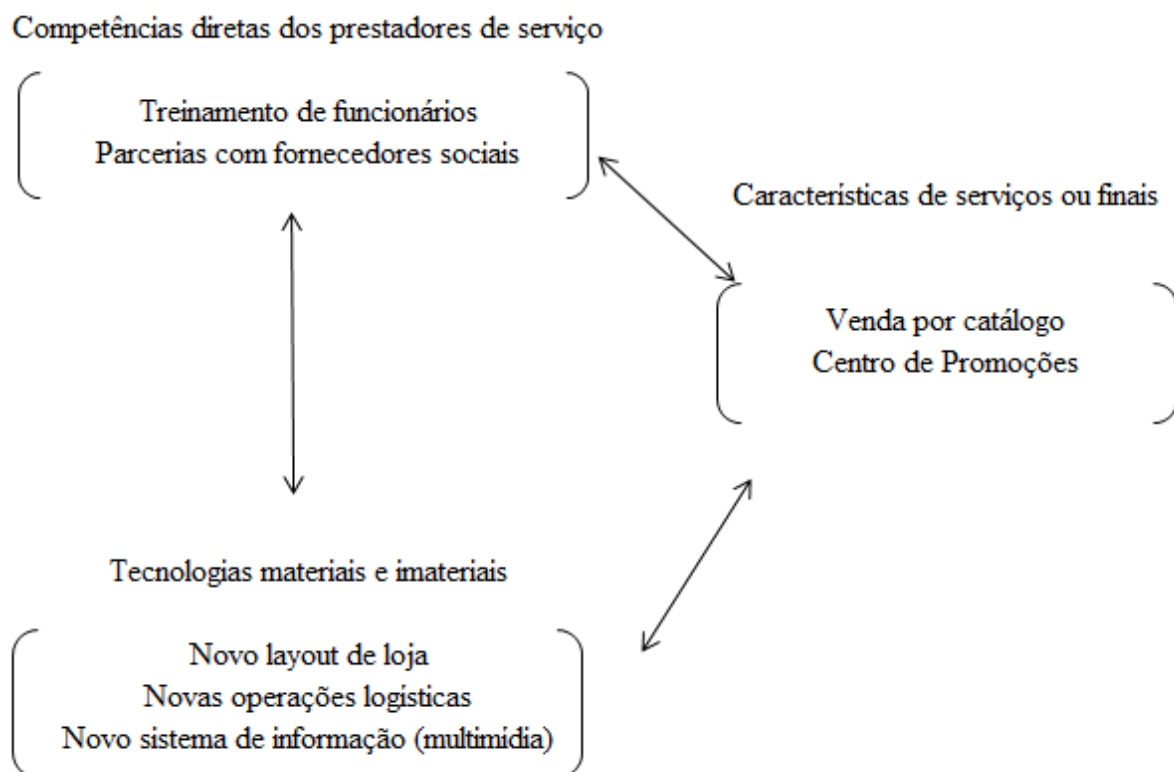 Competências diretas dos prestadores de serviço
Treinamento de funcionários
Parcerias com fornecedores sociais
Características de serviços ou finais
Venda por catálogo
Centro de Promoções
Tecnologias materiais e imateriais
Novo layout de loja
Novas operações logísticas
Novo sistema de informação (multimídia)